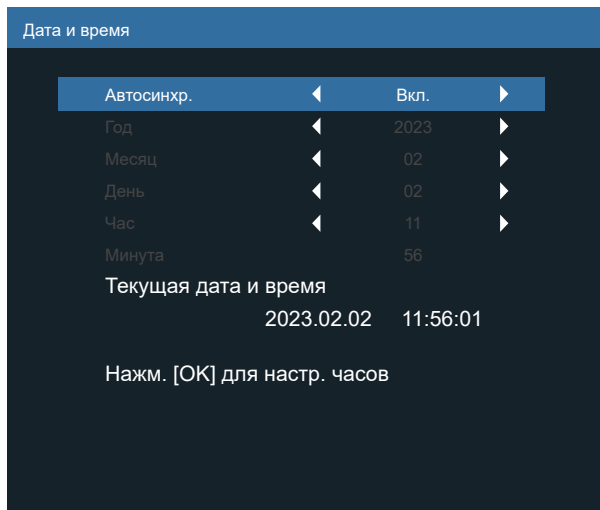 Дата и время
Автосинхр. Вкл.
Год 2023
Месяц 02
День 02
Час 11
Минута 56
Текущая дата и время
2023.02.02 11:56:01
Нажм. [OK] для настр. часов